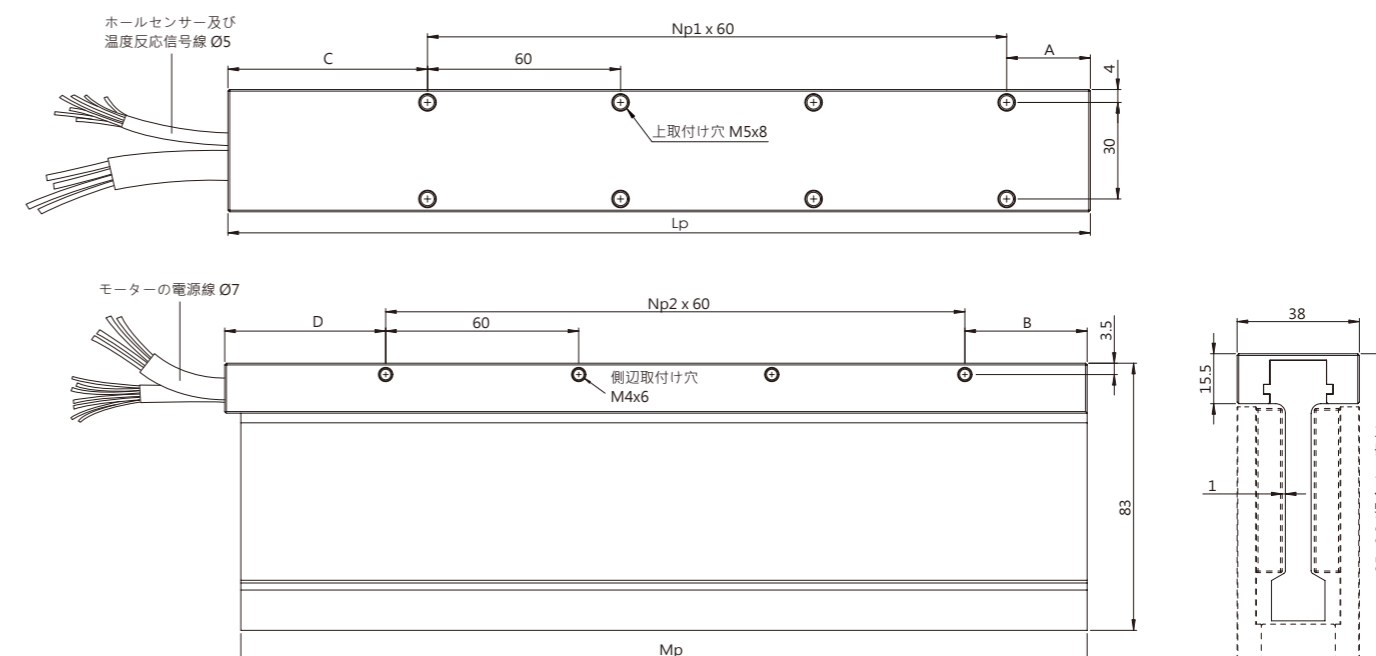 ホールセンサー及び
温度反応信号線 Ø5
Np1 x 60
C
60
A
4
上取付け穴 M5x8
30
Lp
モーターの電源線 Ø7
Np2 x 60
D
60
B
3.5
側辺取付け穴
M4x6
83
Mp
38
15.5
1